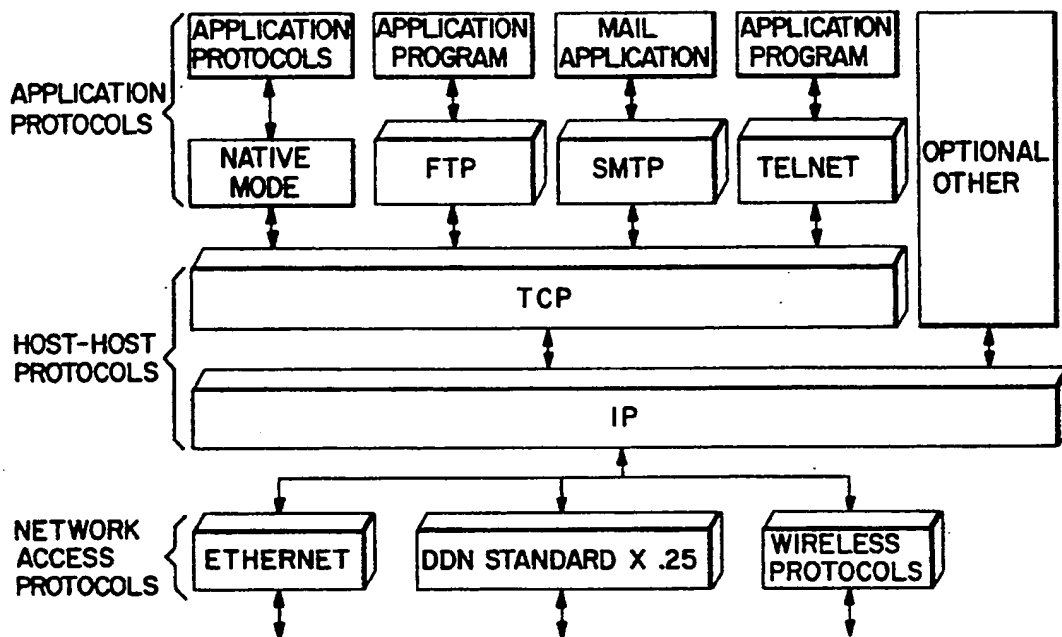 APPLICATION
PROTOCOLS
APPLICATION
PROTOCOLS
APPLICATION
PROGRAM
MAIL
APPLICATION
APPLICATION
PROGRAM
NATIVE
MODE
FTP
SMTP
TELNET
OPTIONAL
OTHER
HOST-HOST
PROTOCOLS
TCP
IP
NETWORK
ACCESS
PROTOCOLS
ETHERNET
DDN STANDARD X .25
WIRELESS
PROTOCOLS